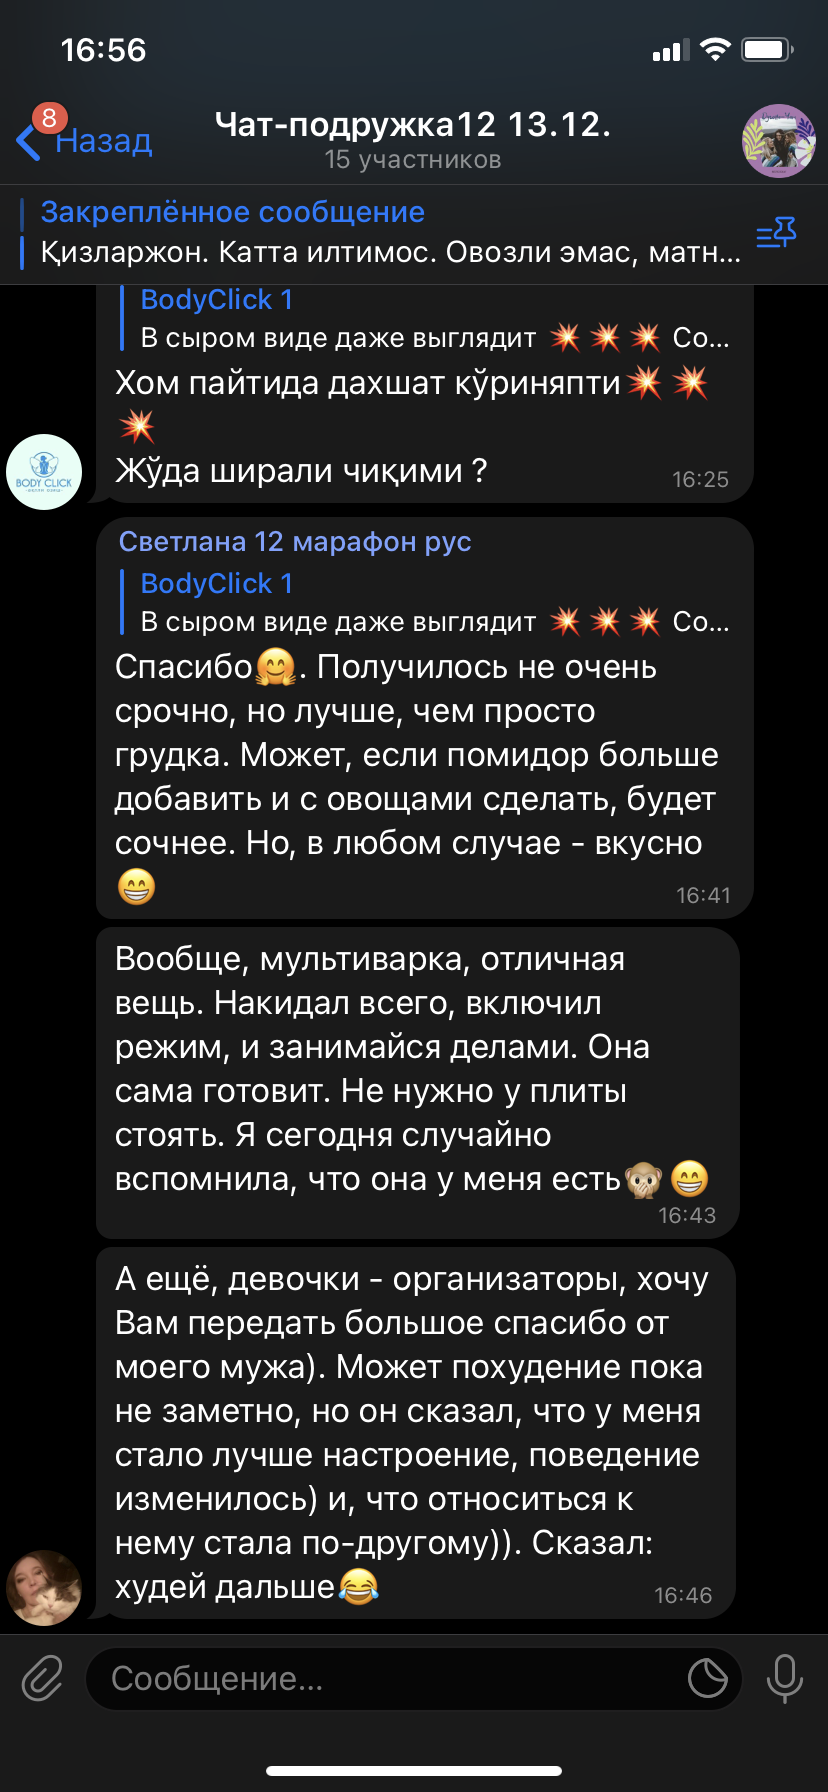 16:56
8
Назад
Чат-подружка12 13.12.
15 участников
Закреплённое сообщение
Қизларжон. Катта илтимос. Овозли эмас, матн...
BodyClick 1
В сыром виде даже выглядит 💥 💥 💥 Со...
Хом пайтида дахшат кўриняпти💥 💥
💥
Жўда ширали чиқими ?
16:25
BODY CLICK
Светлана 12 марафон рус
BodyClick 1
В сыром виде даже выглядит 💥 💥 💥 Со...
Спасибо🤗. Получилось не очень
срочно, но лучше, чем просто
грудка. Может, если помидор больше
добавить и с овощами сделать, будет
сочнее. Но, в любом случае - вкусно
😁
16:41
Вообще, мультиварка, отличная
вещь. Накидал всего, включил
режим, и занимайся делами. Она
сама готовит. Не нужно у плиты
стоять. Я сегодня случайно
вспомнила, что она у меня есть🙊 😁
16:43
А ещё, девочки - организаторы, хочу
Вам передать большое спасибо от
моего мужа). Может похудение пока
не заметно, но он сказал, что у меня
стало лучше настроение, поведение
изменилось) и, что относиться к
нему стала по-другому)). Сказал:
худей дальше😂
16:46
Сообщение...